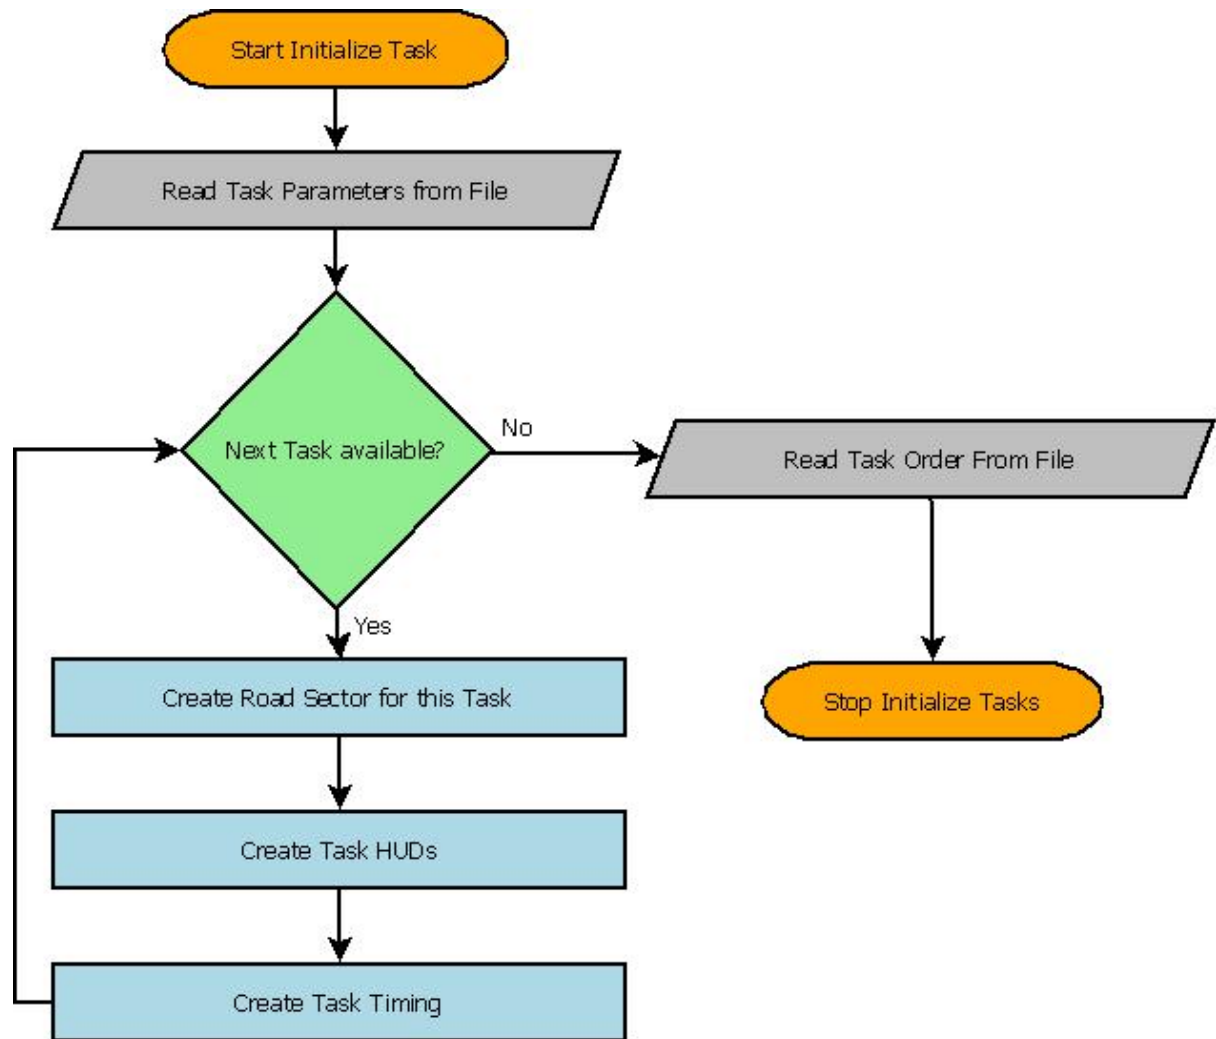 Start Initialize Task
Read Task Parameters from File
Next Task available?
No
Read Task Order From File
Yes
Create Road Sector for this Task
Stop Initialize Tasks
Create Task HUDs
Create Task Timing